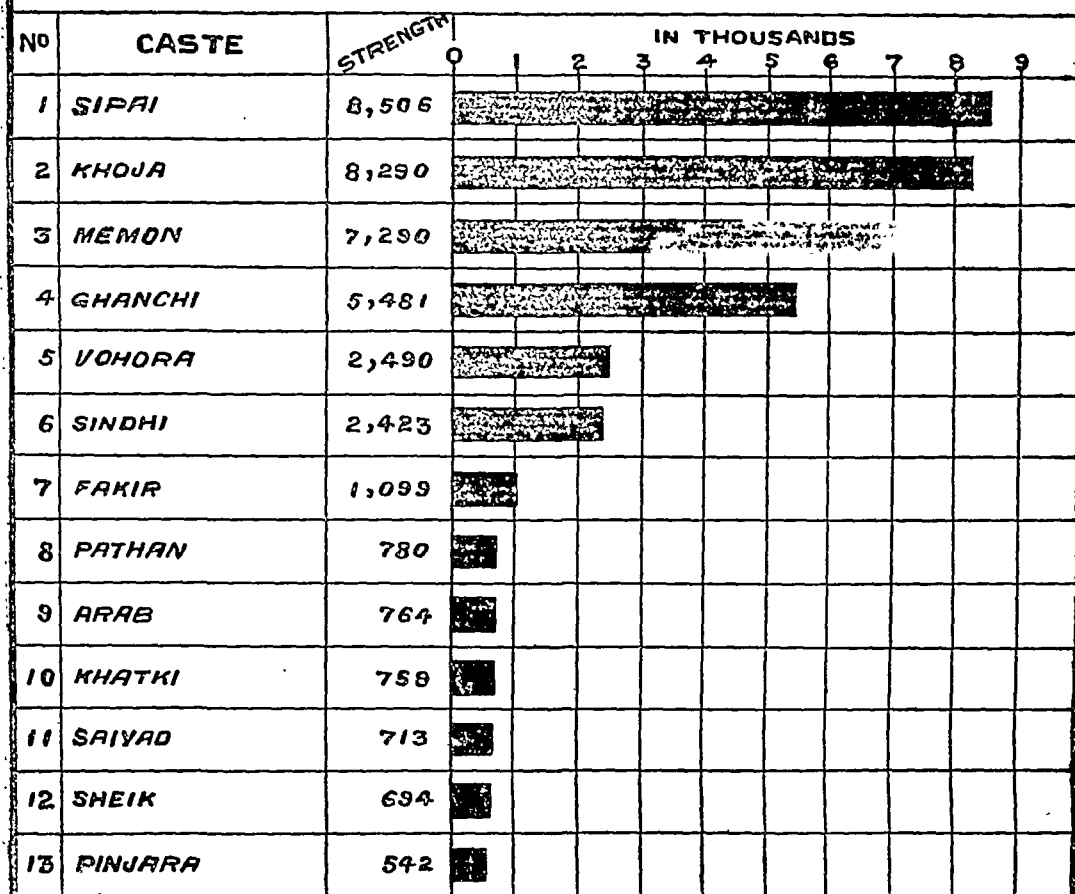 IN THOUSANDS
Nº CASTE STRENGTH 0 1 2 3 4 5 6 7 8 9
1 SIPAI 8,506
2 KHOJA 8,290
3 MEMON 7,290
4 GHANCHI 5,481
5 VOHORA 2,490
6 SINDHI 2,423
7 FAKIR 1,099
8 PATHAN 780
9 ARAB 764
10 KHATKI 758
11 SAIYAD 713
12 SHEIK 694
13 PINJARA 542